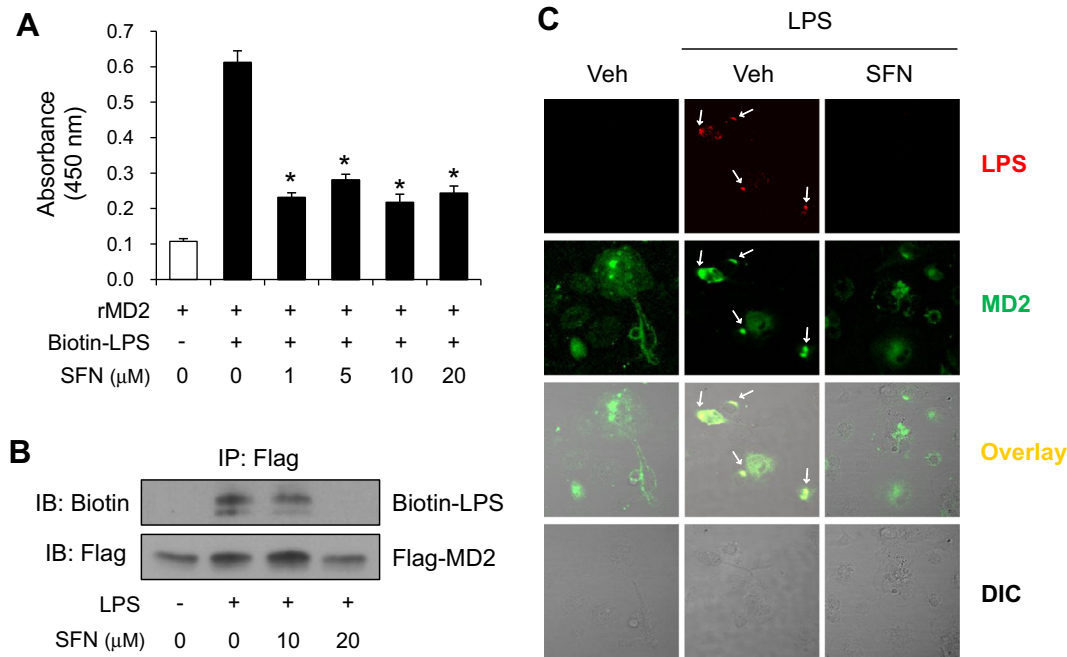 A
0.7
0.6
0.5
0.4
0.3
0.2
0.1
0.0
Absorbance
(450 nm)
* * * *
rMD2 + + + + + +
Biotin-LPS - + + + + +
SFN (μM) 0 0 1 5 10 20
B
IP: Flag
IB: Biotin Biotin-LPS
IB: Flag Flag-MD2
LPS - + + +
SFN (μM) 0 0 10 20
C
LPS
Veh Veh SFN
LPS
MD2
Overlay
DIC